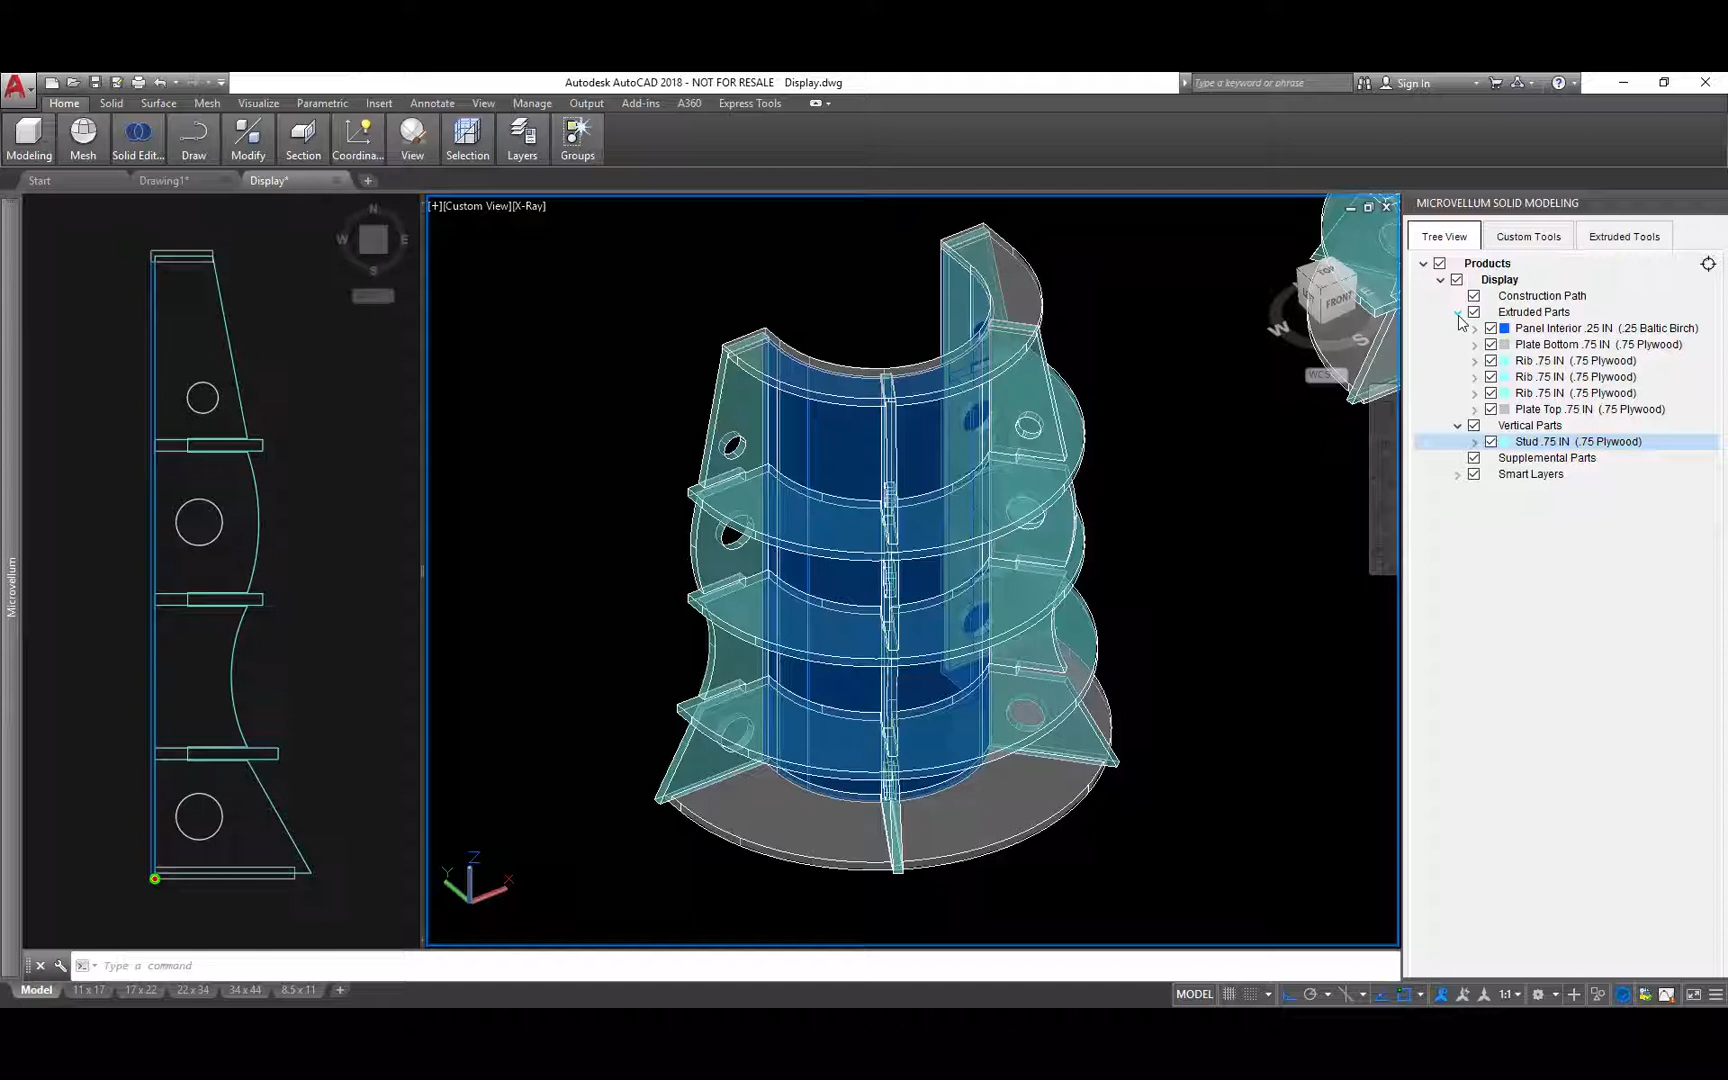 Autodesk AutoCAD 2018 - NOT FOR RESALE Display.dwg
Type a keyword or phrase
Sign In
Home Solid Surface Mesh Visualize Parametric Insert Annotate View Manage Output Add-ins A360 Express Tools
Modeling Mesh Solid Edit... Draw Modify Section Coordina... View Selection Layers Groups
Start Drawing1* Display*
[+][Custom View][X-Ray]
MICROVELLUM SOLID MODELING
Tree View Custom Tools Extruded Tools
Products
Display
Construction Path
Extruded Parts
Panel Interior .25 IN (.25 Baltic Birch)
Plate Bottom .75 IN (.75 Plywood)
Rib .75 IN (.75 Plywood)
Rib .75 IN (.75 Plywood)
Rib .75 IN (.75 Plywood)
Plate Top .75 IN (.75 Plywood)
Vertical Parts
Stud .75 IN (.75 Plywood)
Supplemental Parts
Smart Layers
N
W E
S
TOP
LEFT FRONT
W S
WCS
Microvellum
Z
Y X
Type a command
Model 11 x 17 17 x 22 22 x 34 34 x 44 8.5 x 11
MODEL 1:1